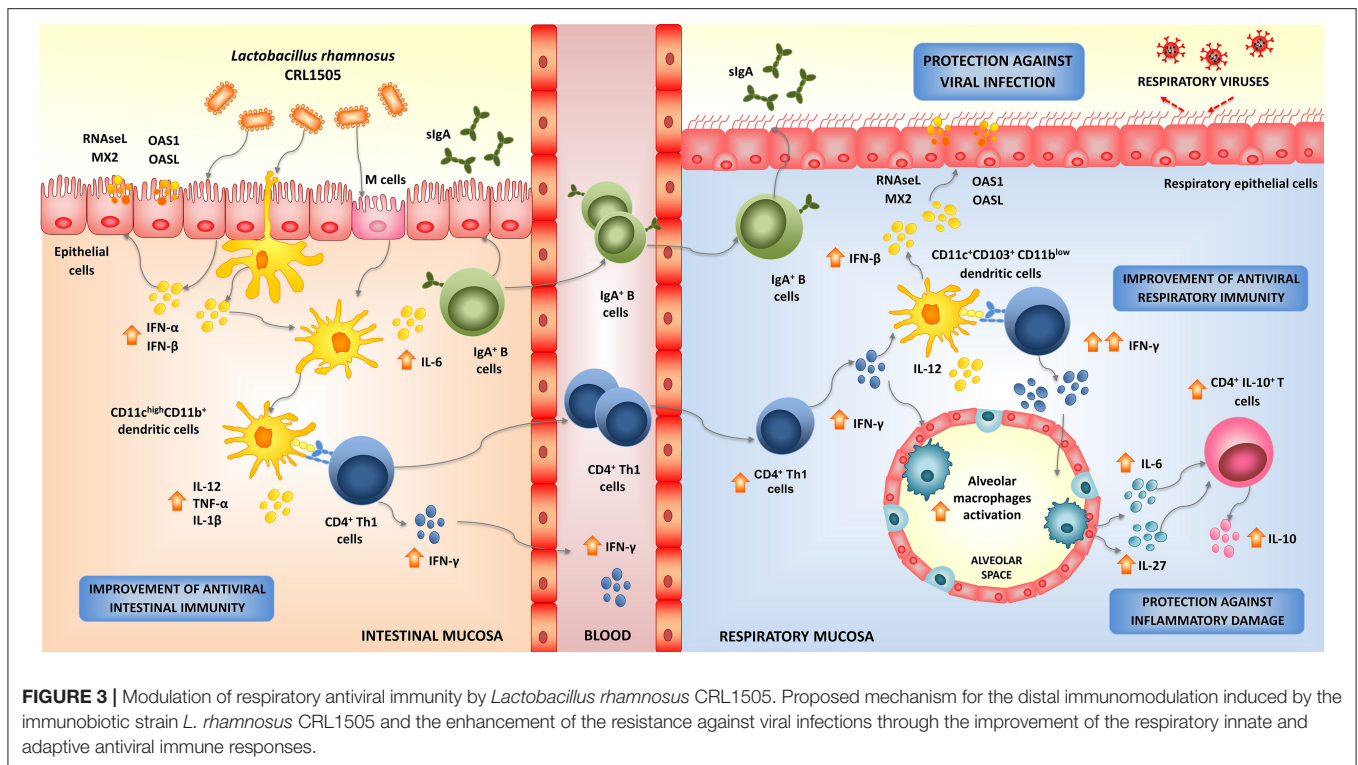 Lactobacillus rhamnosus
CRL1505
RNAseL
MX2
OAS1
OASL
sIgA
M cells
Epithelial
cells
IFN-α
IFN-β
IL-6
IgA⁺ B
cells
CD11cʰⁱᵍʰCD11b⁺
dendritic cells
IL-12
TNF-α
IL-1β
CD4⁺ Th1
cells
IFN-γ
IMPROVEMENT OF ANTIVIRAL
INTESTINAL IMMUNITY
INTESTINAL MUCOSA
IgA⁺ B
cells
CD4⁺ Th1
cells
IFN-γ
BLOOD
sIgA
PROTECTION AGAINST
VIRAL INFECTION
RESPIRATORY VIRUSES
RNAseL
MX2
OAS1
OASL
Respiratory epithelial cells
IgA⁺ B
cells
IFN-β
CD11c⁺CD103⁺ CD11bˡᵒʷ
dendritic cells
IMPROVEMENT OF ANTIVIRAL
RESPIRATORY IMMUNITY
IL-12
IFN-γ
CD4⁺ Th1
cells
IFN-γ
CD4⁺ IL-10⁺ T
cells
Alveolar
macrophages
activation
ALVEOLAR
SPACE
IL-6
IL-27
IL-10
PROTECTION AGAINST
INFLAMMATORY DAMAGE
RESPIRATORY MUCOSA
FIGURE 3 | Modulation of respiratory antiviral immunity by Lactobacillus rhamnosus CRL1505. Proposed mechanism for the distal immunomodulation induced by the
immunobiotic strain L. rhamnosus CRL1505 and the enhancement of the resistance against viral infections through the improvement of the respiratory innate and
adaptive antiviral immune responses.